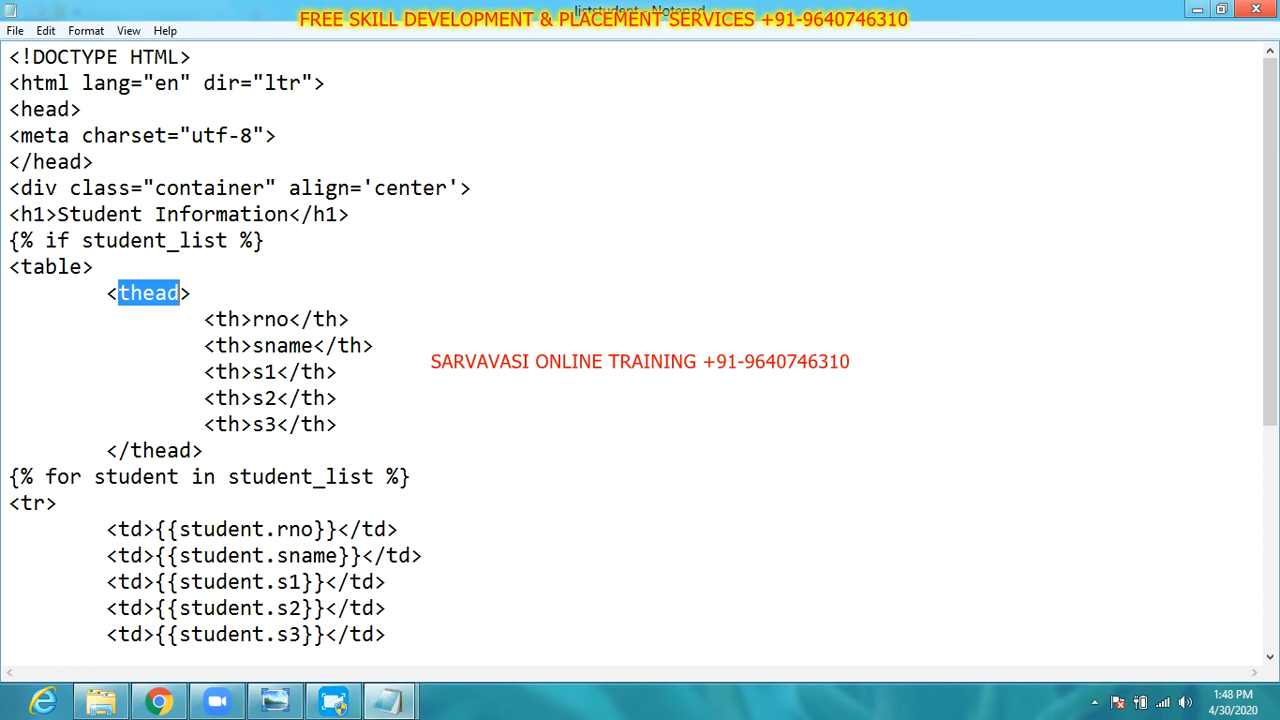 liststudent - Notepad
FREE SKILL DEVELOPMENT & PLACEMENT SERVICES +91-9640746310
File Edit Format View Help
<!DOCTYPE HTML>
<html lang="en" dir="ltr">
<head>
<meta charset="utf-8">
</head>
<div class="container" align='center'>
<h1>Student Information</h1>
{% if student_list %}
<table>
<thead>
<th>rno</th>
<th>sname</th>
SARVAVASI ONLINE TRAINING +91-9640746310
<th>s1</th>
<th>s2</th>
<th>s3</th>
</thead>
{% for student in student_list %}
<tr>
<td>{{student.rno}}</td>
<td>{{student.sname}}</td>
<td>{{student.s1}}</td>
<td>{{student.s2}}</td>
<td>{{student.s3}}</td>
1:48 PM
4/30/2020